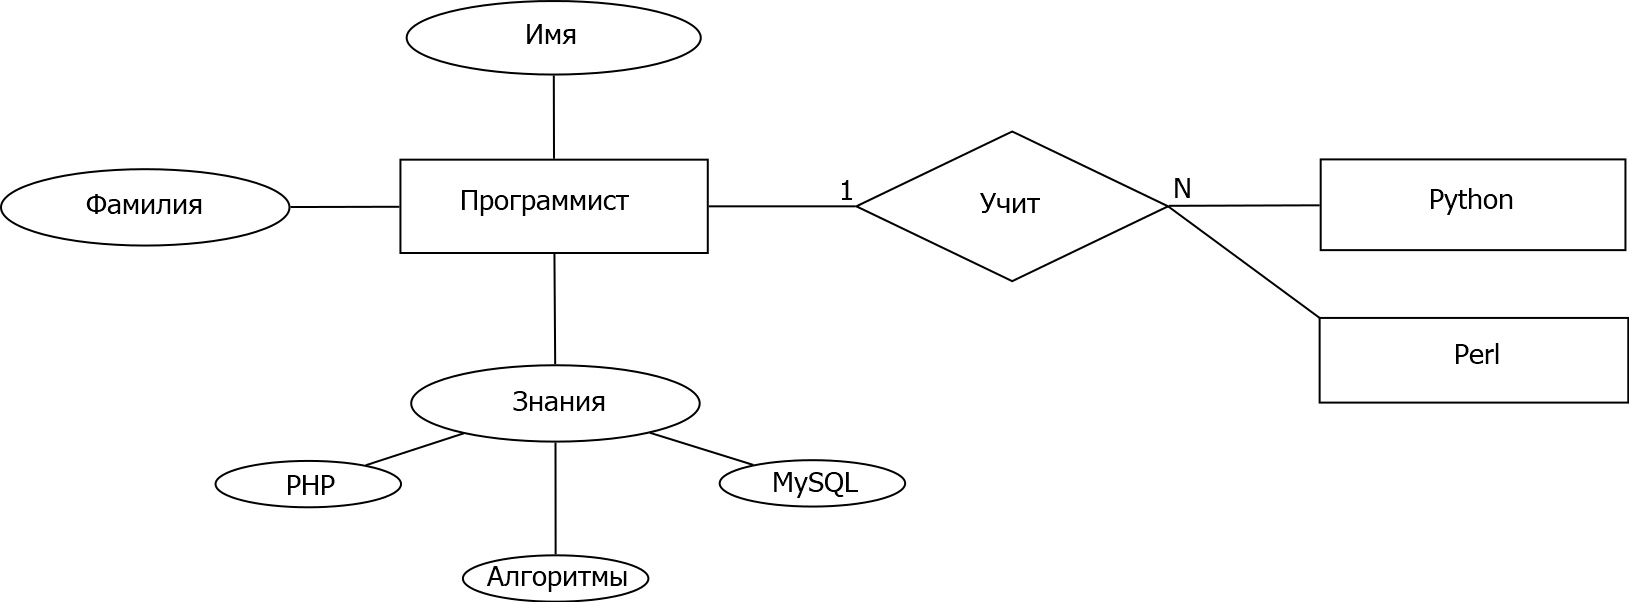 Имя
Фамилия
Программист
1
Учит
N
Python
Perl
Знания
PHP
MySQL
Алгоритмы